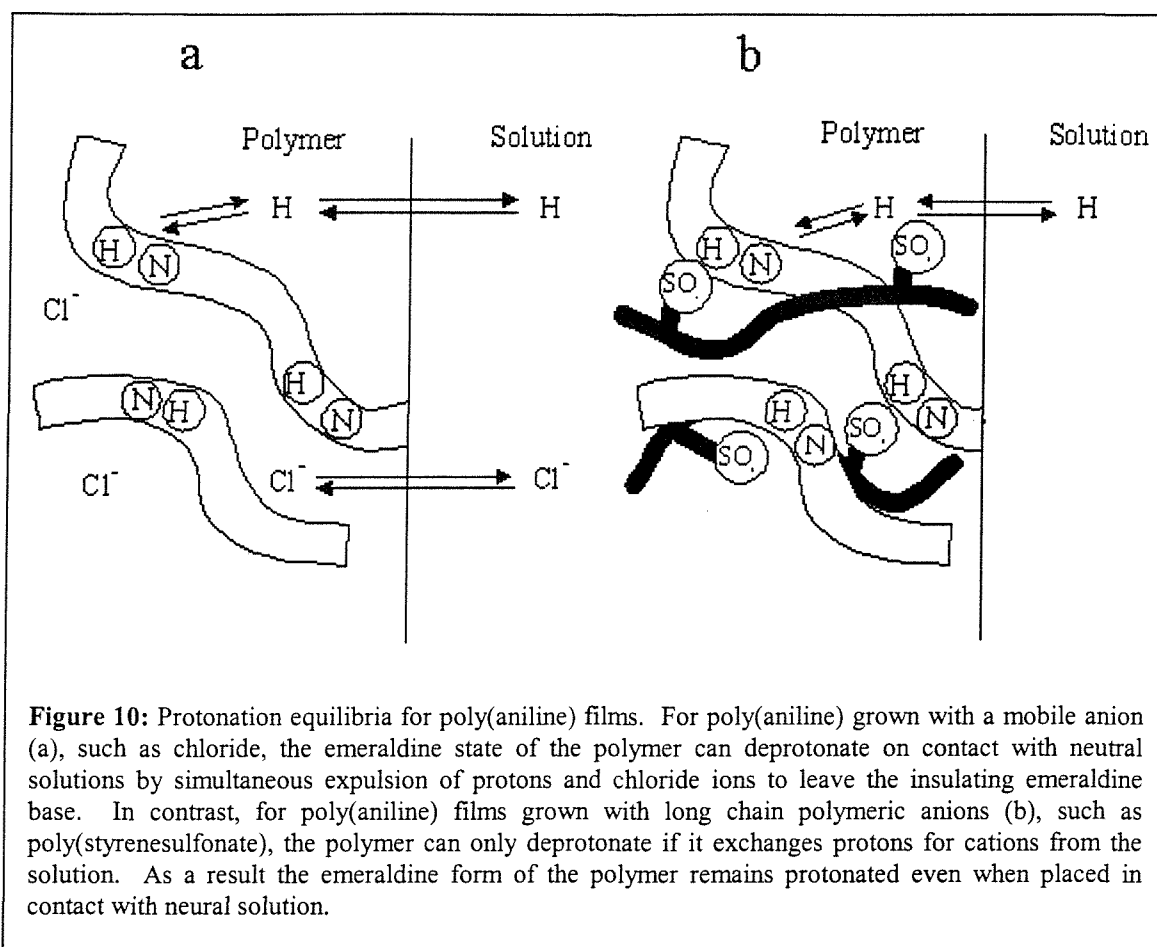 a
b
Polymer
Solution
Polymer
Solution
H
H
H
H
H
N
H
N
SO
SO
Cl⁻
H
N
N
H
H
N
H
N
SO
SO
Cl⁻
Cl⁻
Cl⁻
Figure 10: Protonation equilibria for poly(aniline) films. For poly(aniline) grown with a mobile anion
(a), such as chloride, the emeraldine state of the polymer can deprotonate on contact with neutral
solutions by simultaneous expulsion of protons and chloride ions to leave the insulating emeraldine
base. In contrast, for poly(aniline) films grown with long chain polymeric anions (b), such as
poly(styrenesulfonate), the polymer can only deprotonate if it exchanges protons for cations from the
solution. As a result the emeraldine form of the polymer remains protonated even when placed in
contact with neural solution.